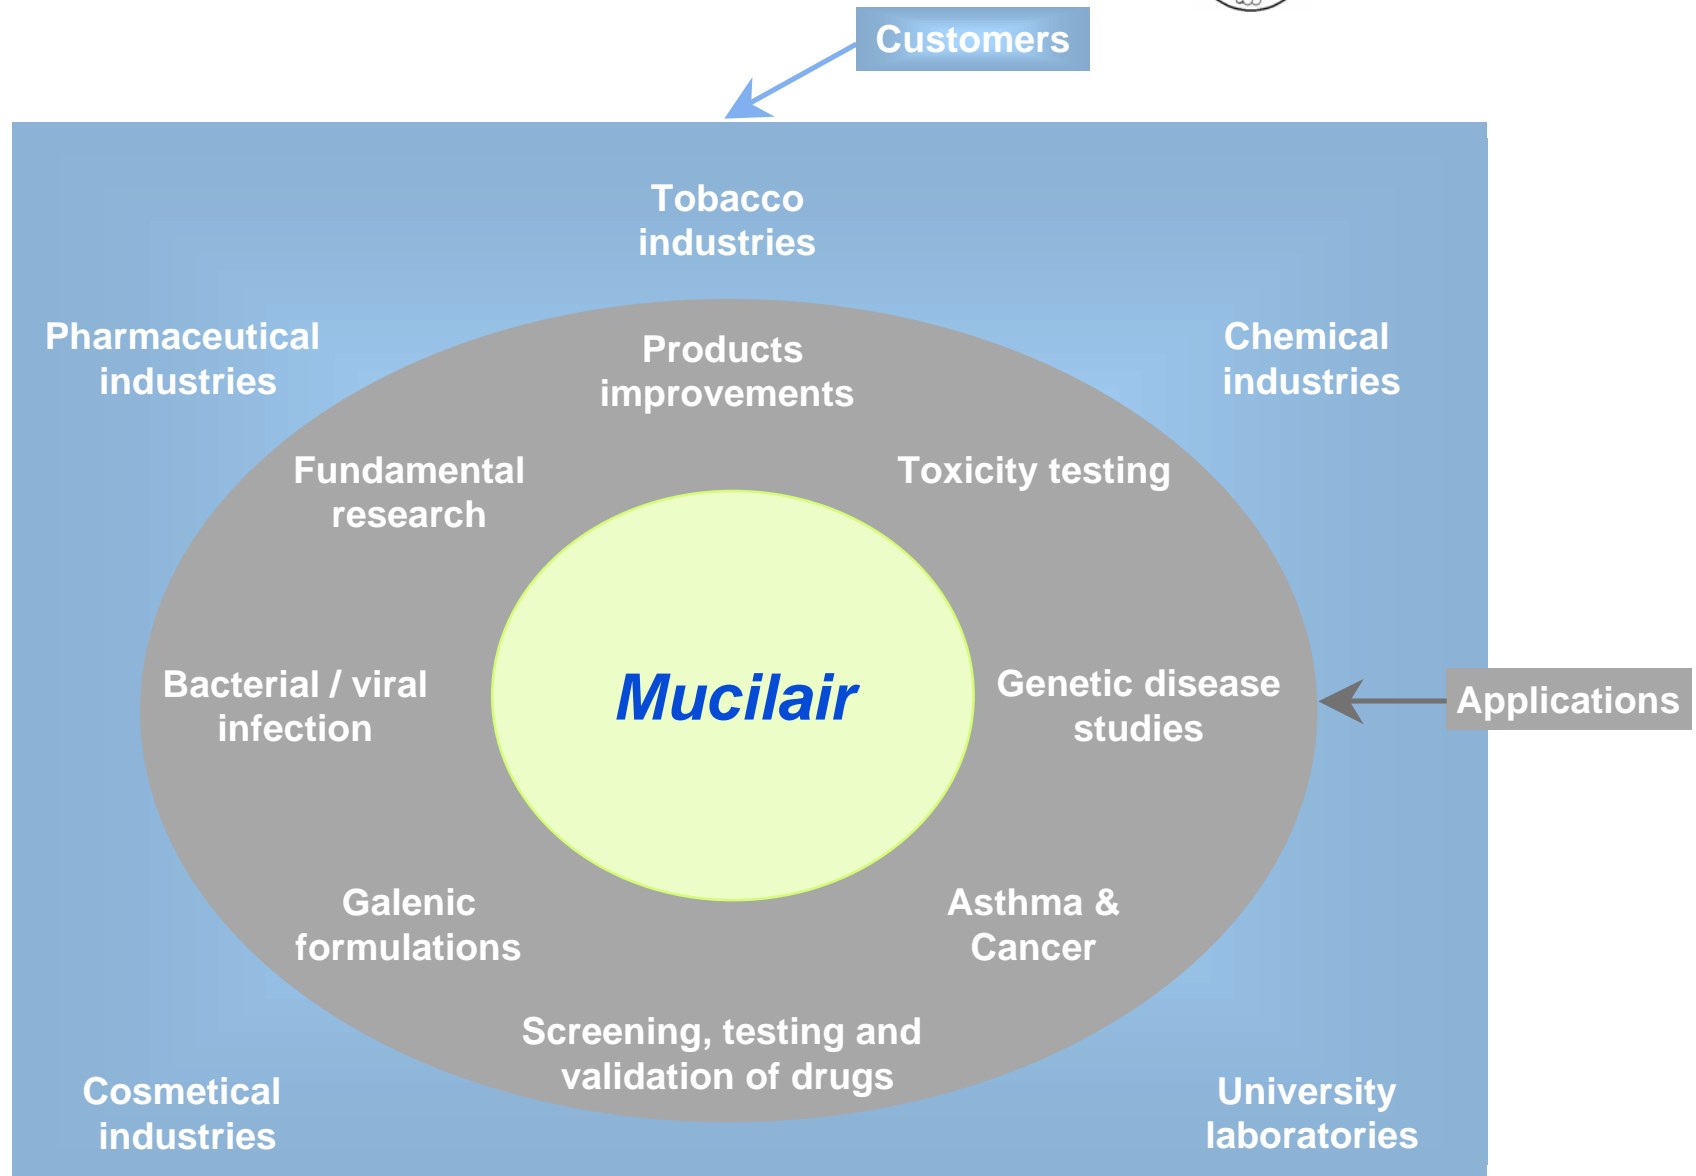 Customers
Tobacco
industries
Pharmaceutical
industries
Chemical
industries
Products
improvements
Fundamental
research
Toxicity testing
Bacterial / viral
infection
Mucilair
Genetic disease
studies
Applications
Galenic
formulations
Asthma &
Cancer
Screening, testing and
validation of drugs
Cosmetical
industries
University
laboratories